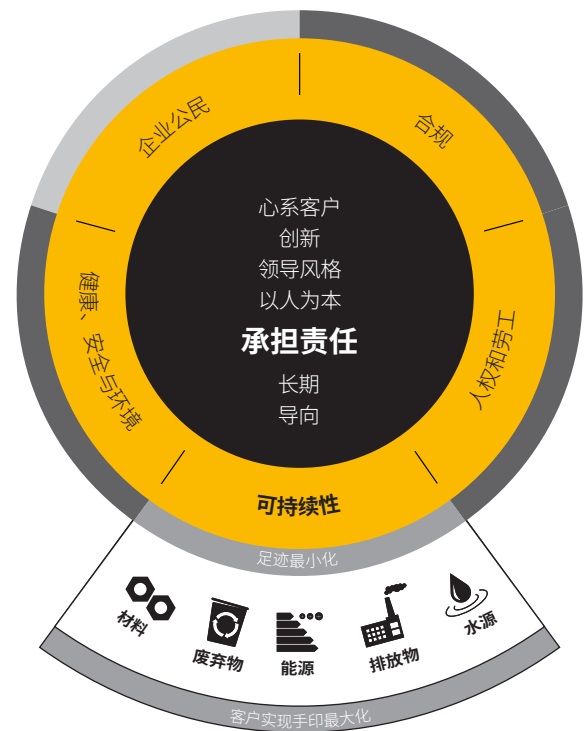 企业公民
合规
心系客户
创新
领导风格
以人为本
承担责任
长期
导向
健康、安全与环境
人权和劳工
可持续性
足迹最小化
材料
废弃物
能源
排放物
水源
客户实现手印最大化